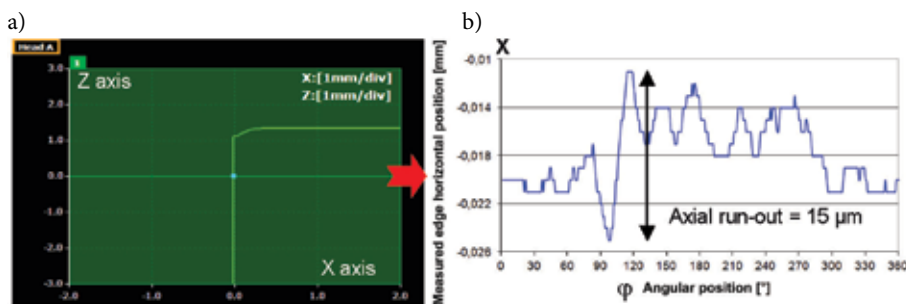 a)
b)
Head A
3.0
Z axis
X:[1mm/div]
Z:[1mm/div]
2.0
1.0
0.0
-1.0
-2.0
X axis
-3.0
-2.0
-1.0
0.0
1.0
2.0
Measured edge horizontal position [mm]
X
-0,01
-0,014
-0,018
-0,022
-0,026
Axial run-out = 15 µm
0
30
60
90
120
150
180
210
240
270
300
330
360
φ Angular position [°]